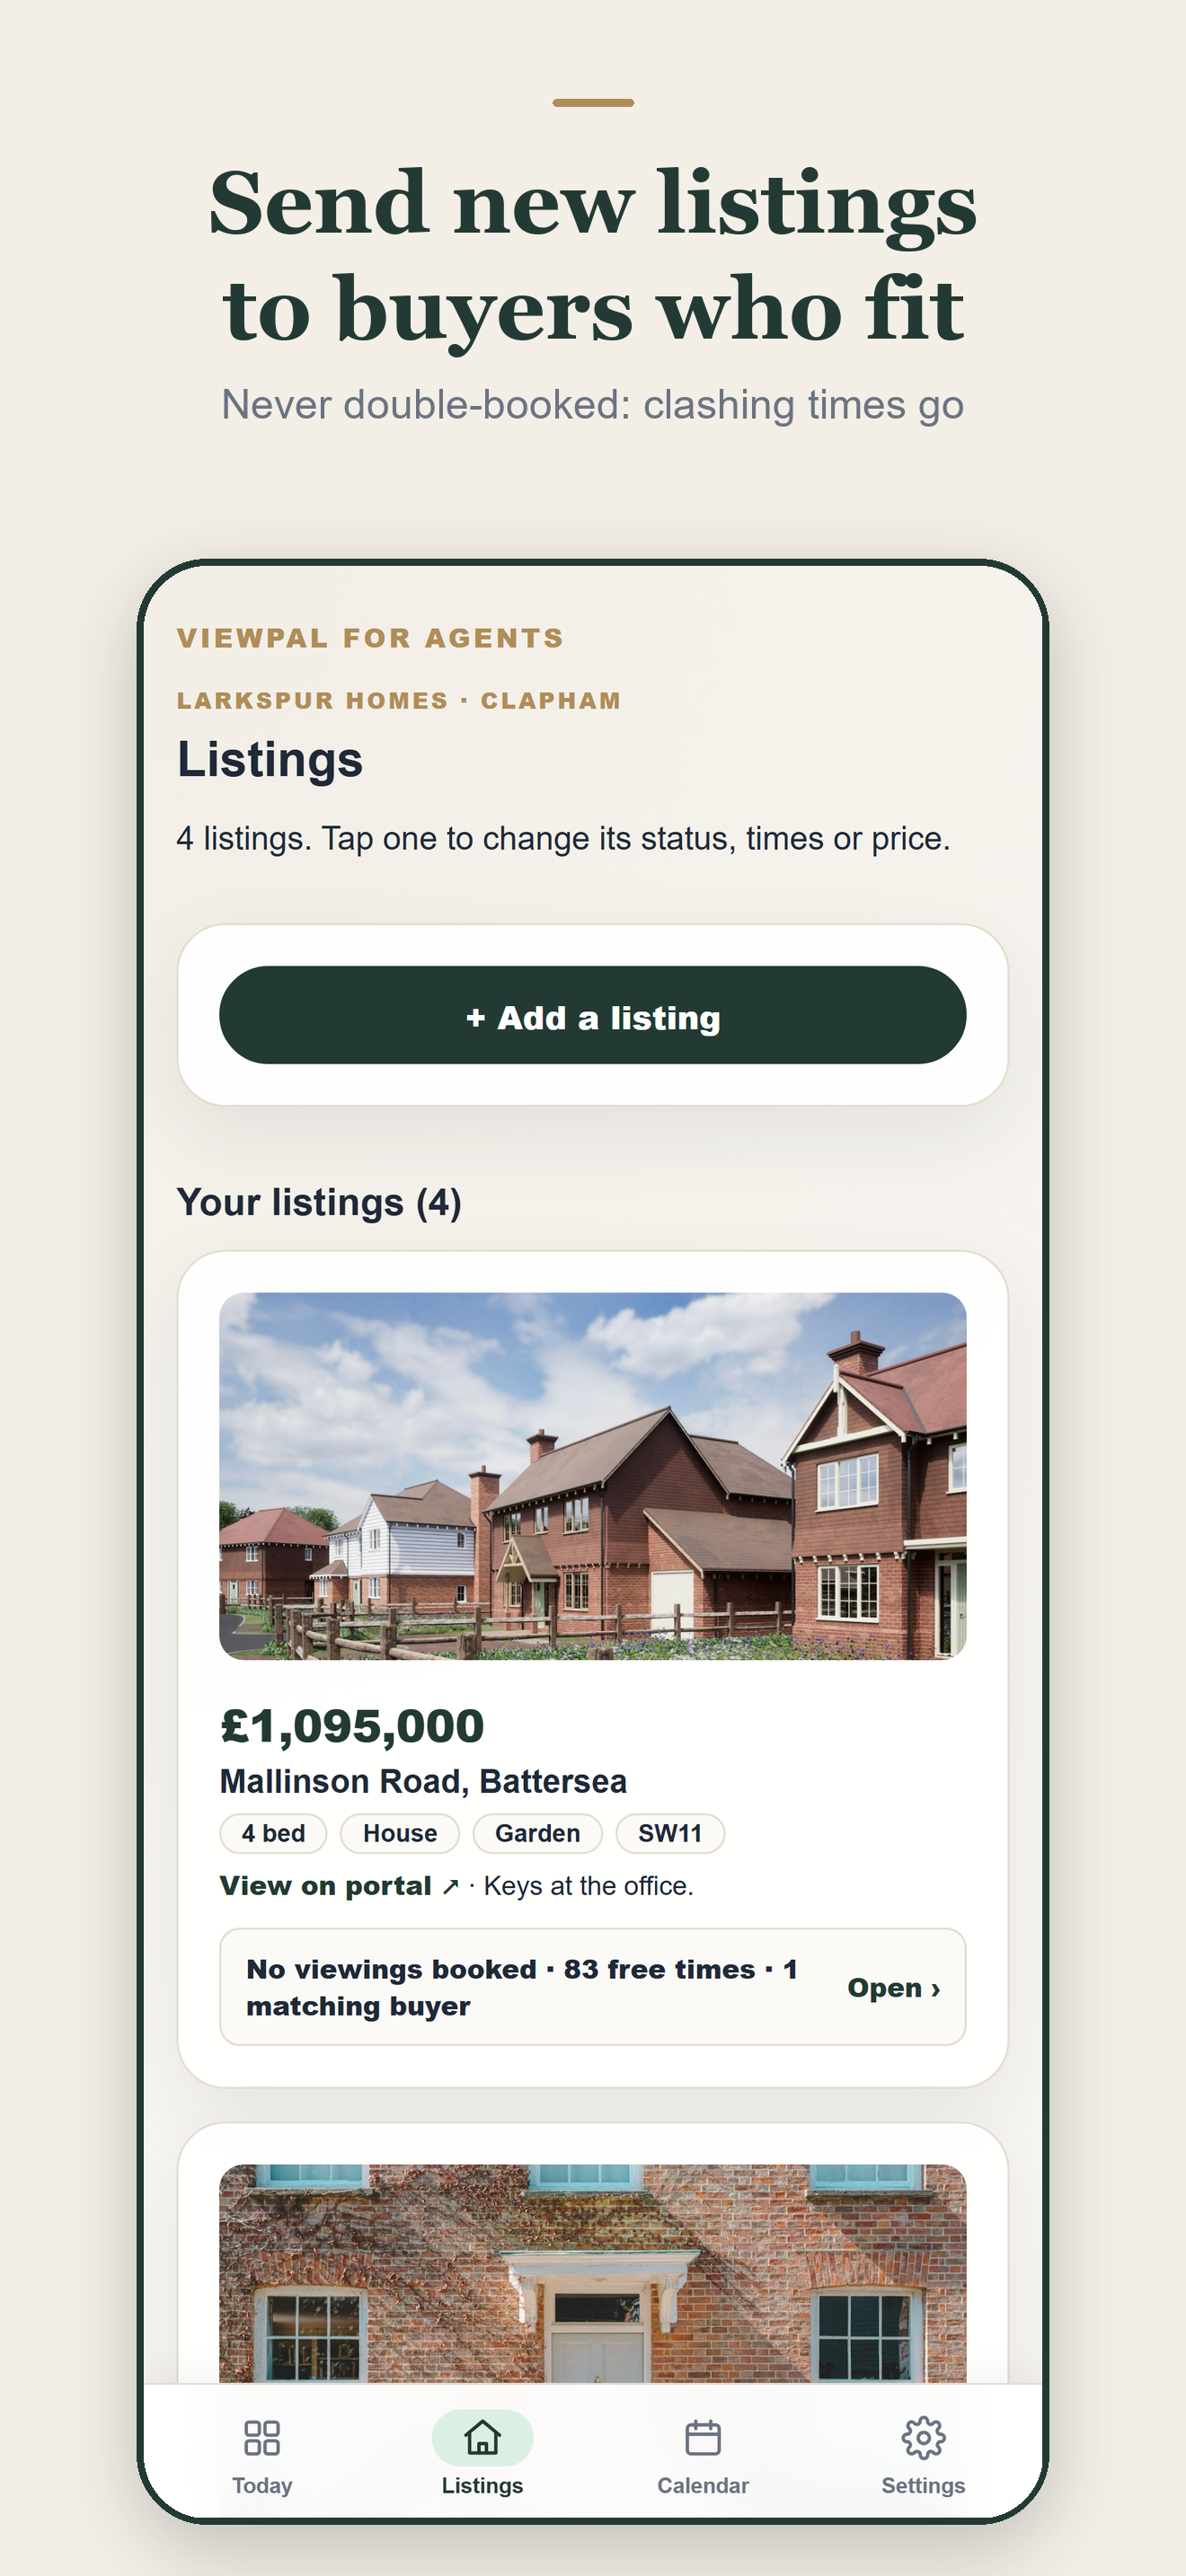 Send new listings
to buyers who fit
Never double-booked: clashing times go
VIEWPAL FOR AGENTS
LARKSPUR HOMES · CLAPHAM
Listings
4 listings. Tap one to change its status, times or price.
+ Add a listing
Your listings (4)
£1,095,000
Mallinson Road, Battersea
4 bed House Garden SW11
View on portal ↗ · Keys at the office.
No viewings booked · 83 free times · 1
matching buyer
Open ›
Today Listings Calendar Settings